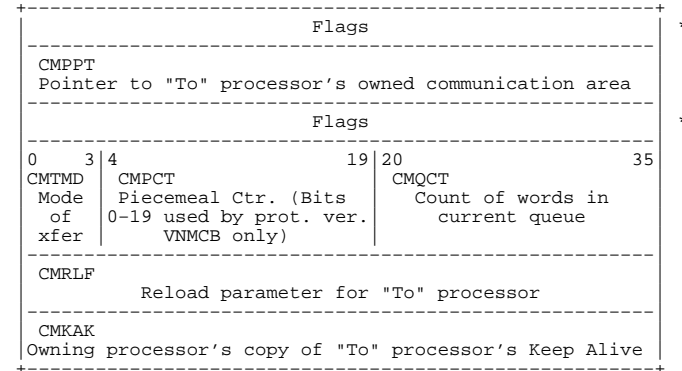 Flags *
CMPPT
Pointer to "To" processor's owned communication area
Flags *
0 3|4 19|20 35
CMTMD CMPCT CMQCT
Mode Piecemeal Ctr. (Bits Count of words in
of 0-19 used by prot. ver. current queue
xfer VNMCB only)
CMRLF
Reload parameter for "To" processor
CMKAK
Owning processor's copy of "To" processor's Keep Alive